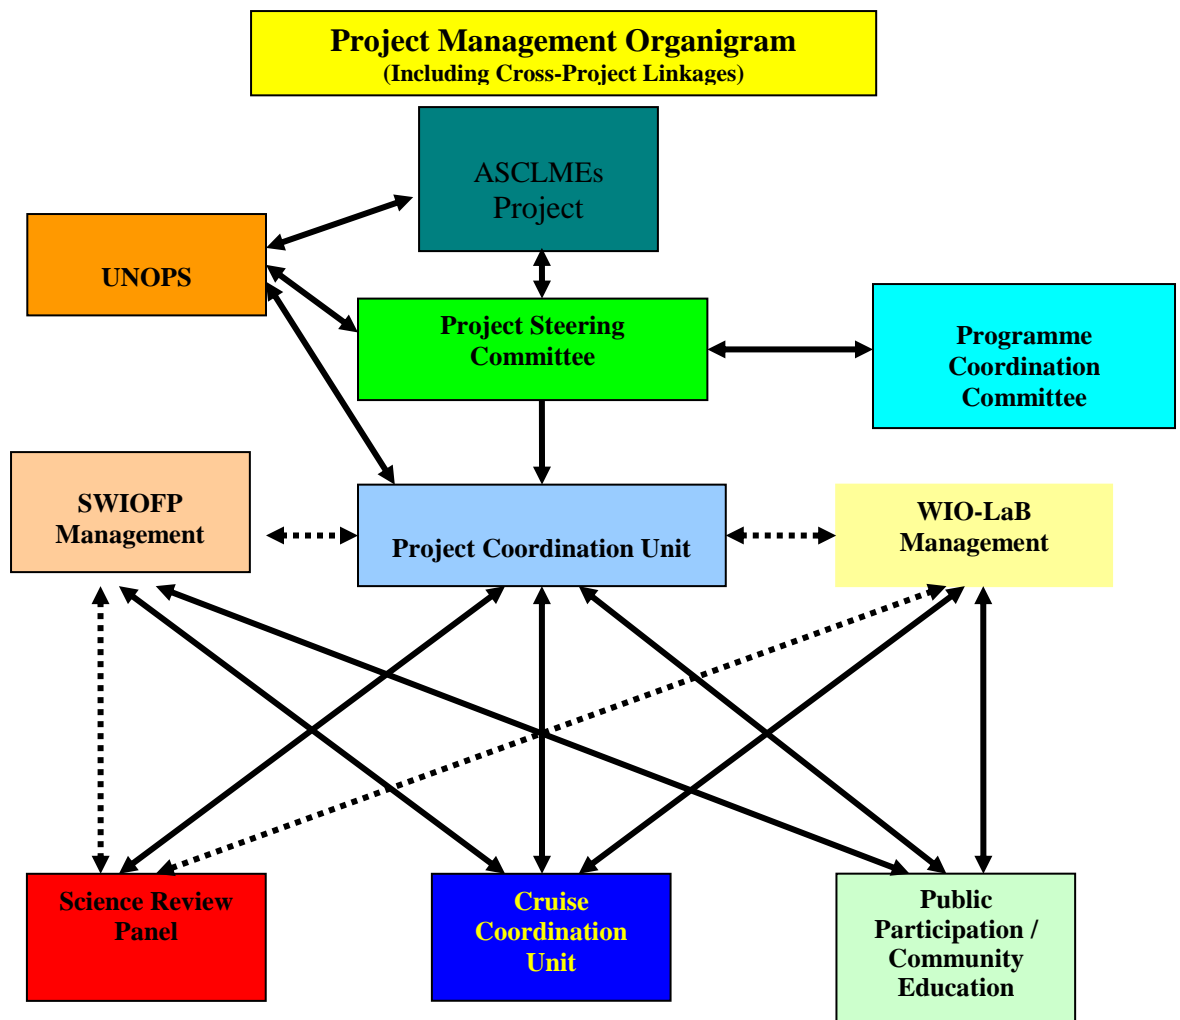 Project Management Organigram
(Including Cross-Project Linkages)
ASCLMEs
Project
UNOPS
Project Steering
Committee
Programme
Coordination
Committee
SWIOFP
Management
Project Coordination Unit
WIO-LaB
Management
Science Review
Panel
Cruise
Coordination
Unit
Public
Participation /
Community
Education